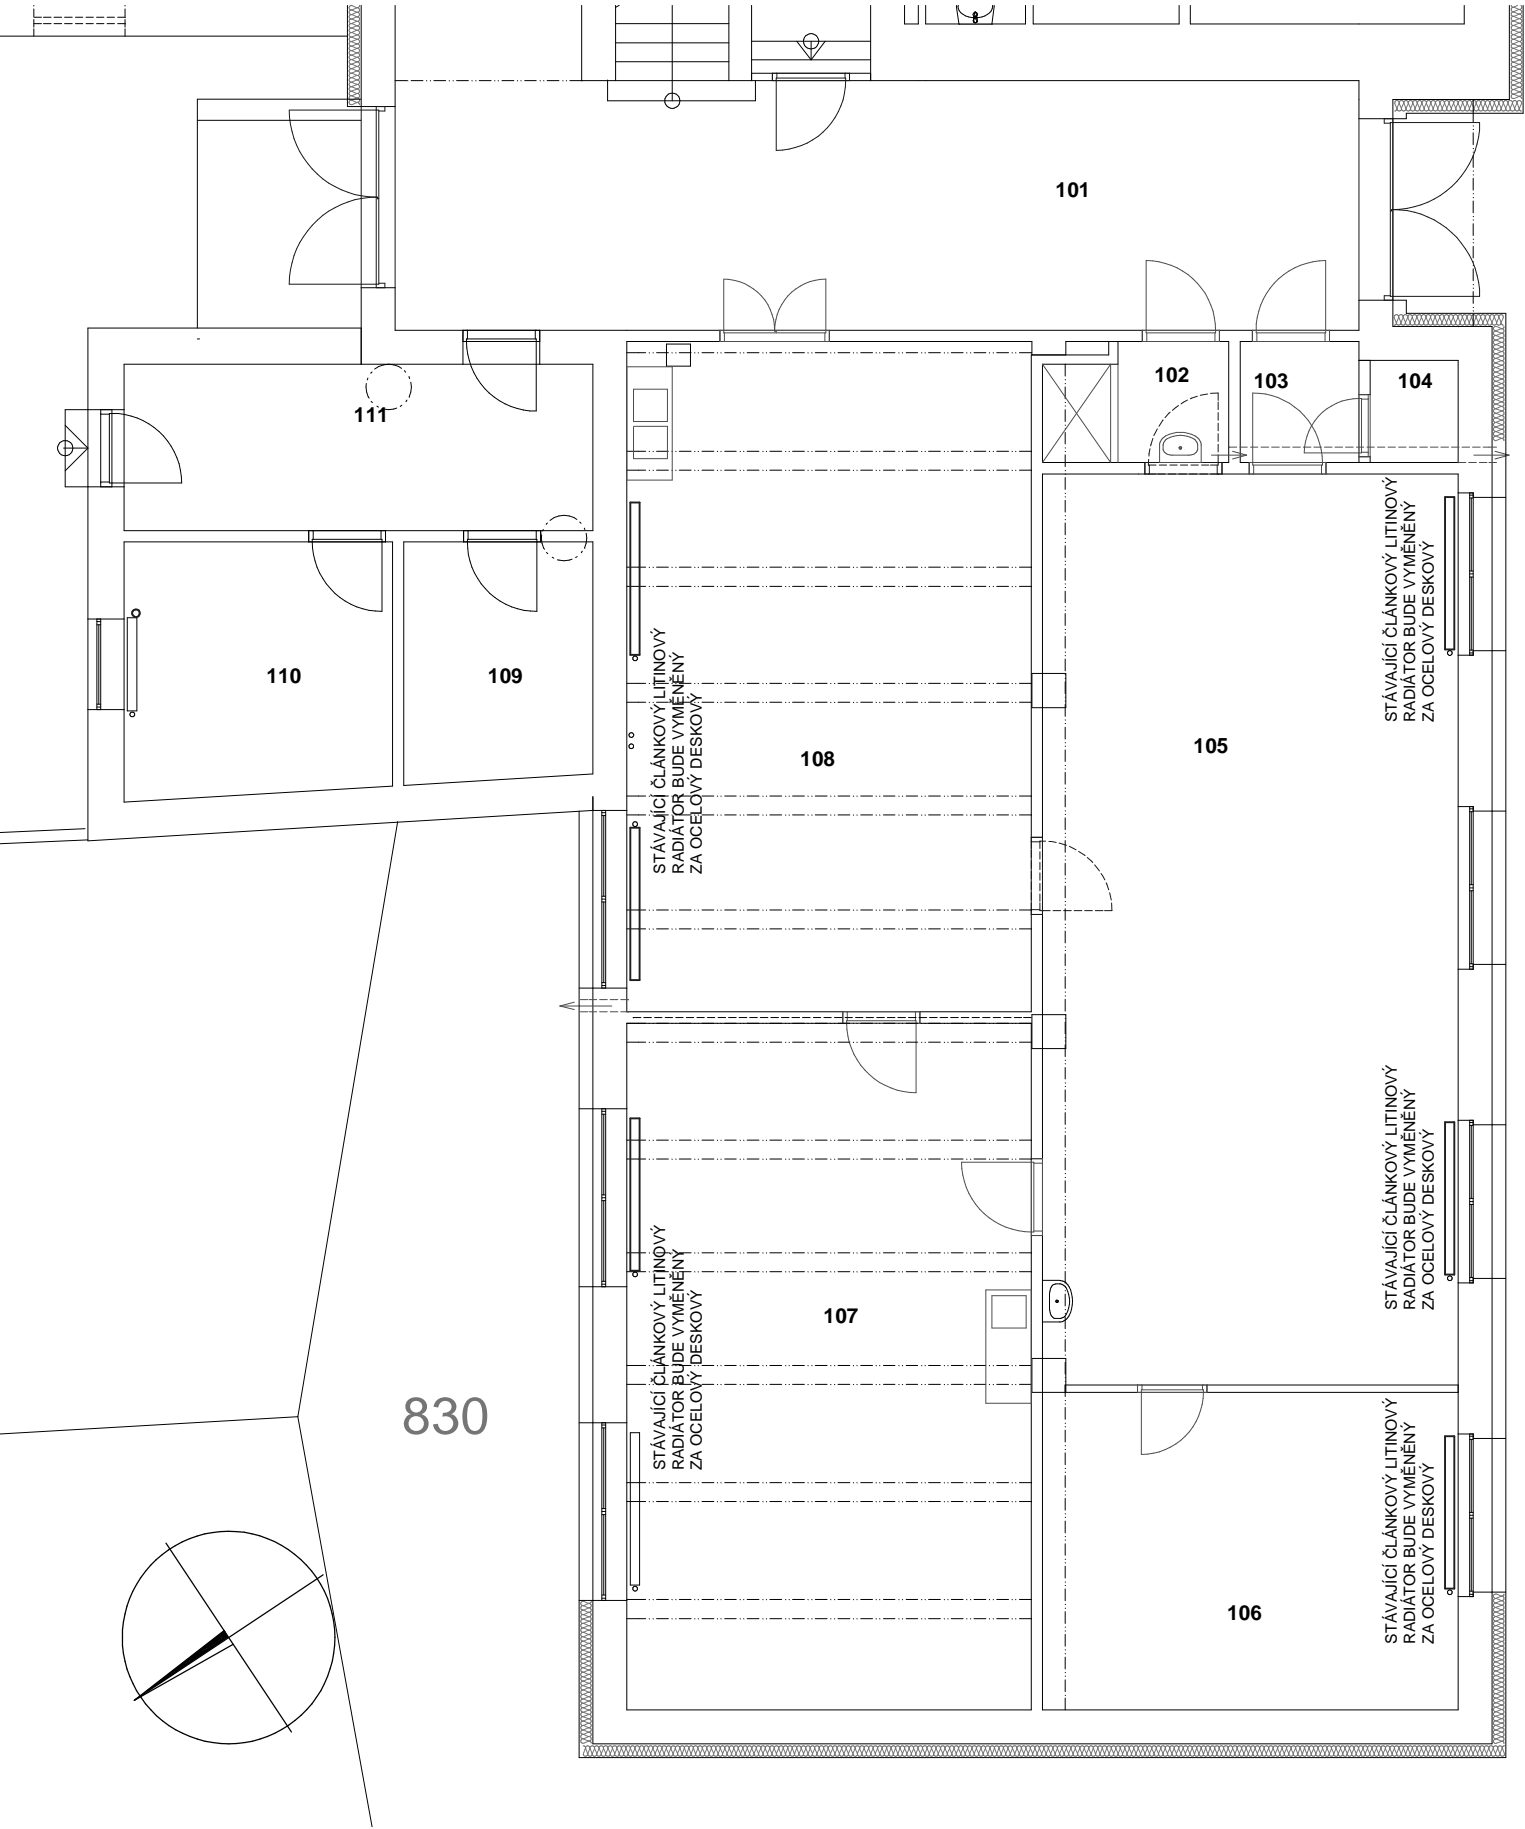 101
102
103
104
111
STÁVAJÍCÍ ČLÁNKOVÝ LITINOVÝ
RADIÁTOR BUDE VYMĚNĚNÝ
ZA OCELOVÝ DESKOVÝ
110
109
STÁVAJÍCÍ ČLÁNKOVÝ LITINOVÝ
RADIÁTOR BUDE VYMĚNĚNÝ
ZA OCELOVÝ DESKOVÝ
108
105
STÁVAJÍCÍ ČLÁNKOVÝ LITINOVÝ
RADIÁTOR BUDE VYMĚNĚNÝ
ZA OCELOVÝ DESKOVÝ
STÁVAJÍCÍ ČLÁNKOVÝ LITINOVÝ
RADIÁTOR BUDE VYMĚNĚNÝ
ZA OCELOVÝ DESKOVÝ
107
830
STÁVAJÍCÍ ČLÁNKOVÝ LITINOVÝ
RADIÁTOR BUDE VYMĚNĚNÝ
ZA OCELOVÝ DESKOVÝ
106